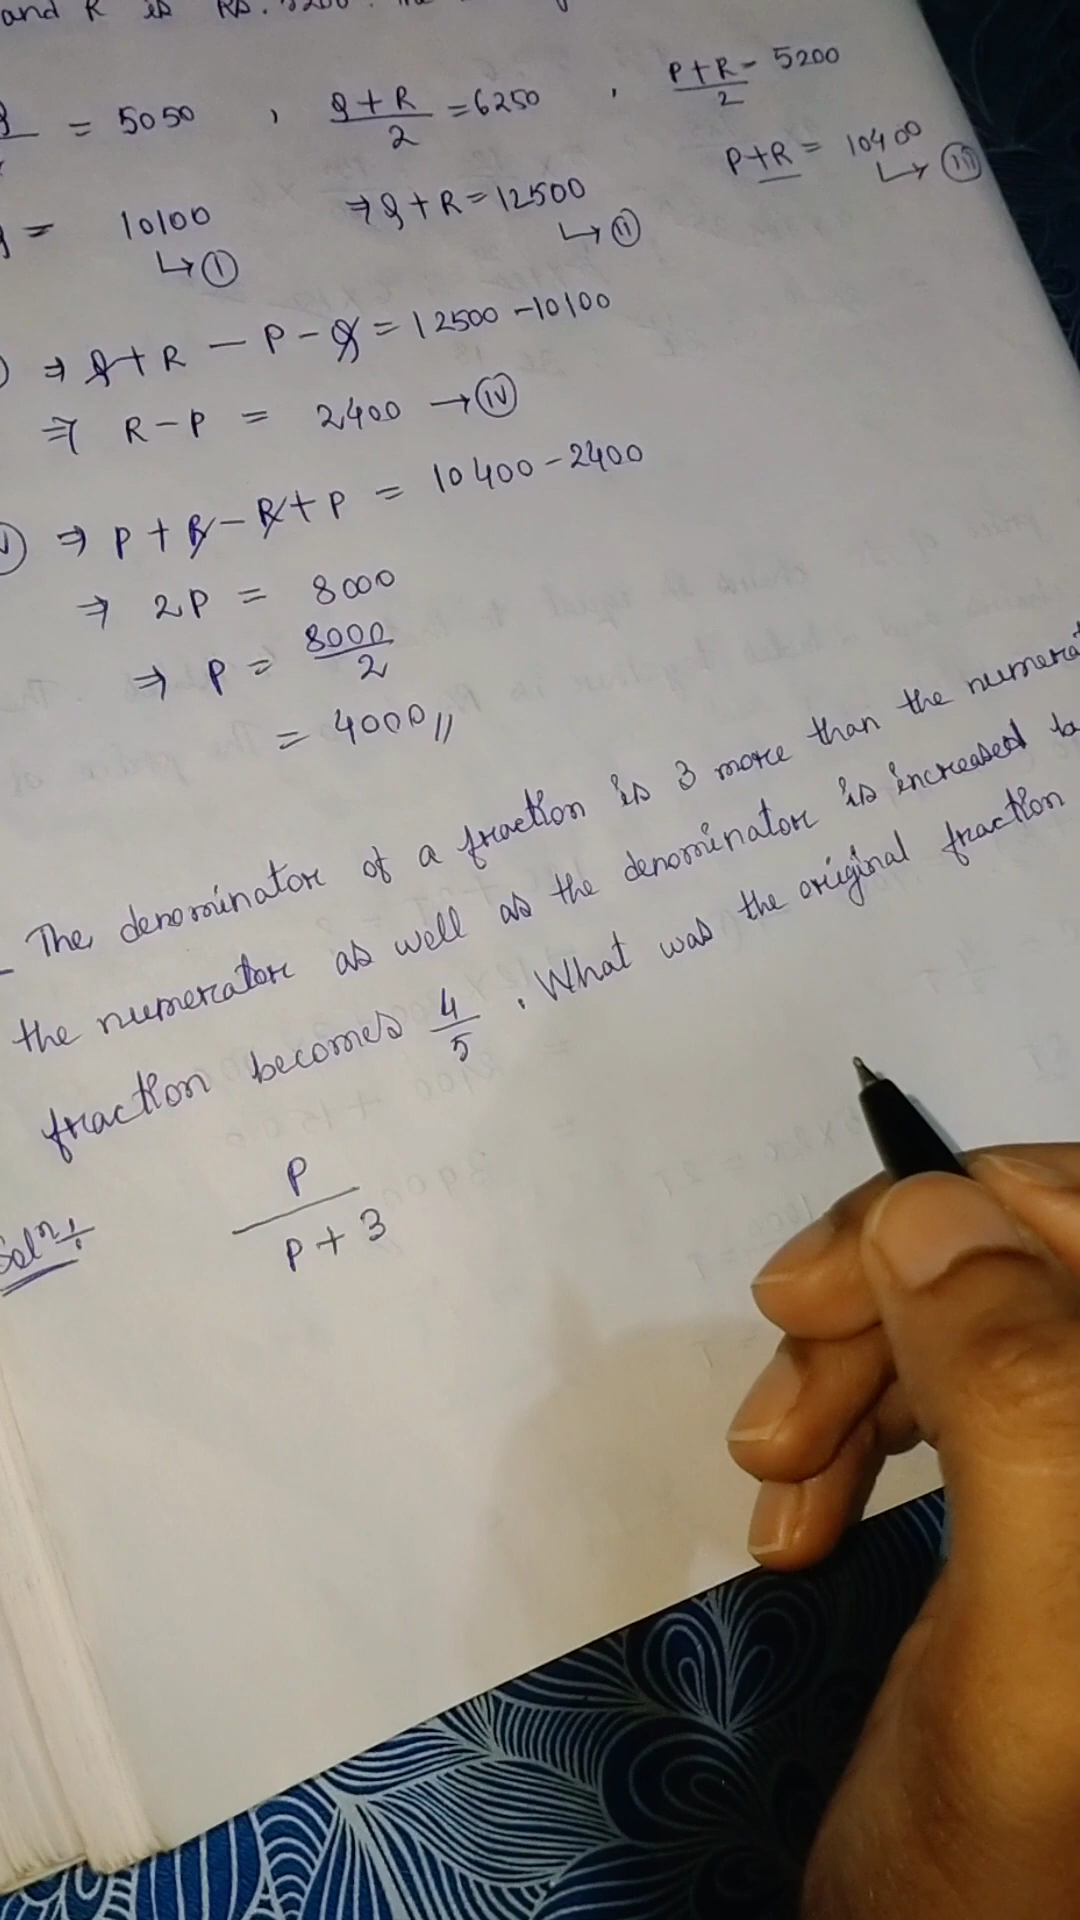 and R is RS. 5200.
= 5050 , Q + R / 2 = 6250 , P + R = 5200 / 2
= 10100 ⇒ Q + R = 12500 P + R = 10400
↳ (I) ↳ (II) ↳ (III)
⇒ Q + R - P - Q = 12500 - 10100
⇒ R - P = 2400 → (IV)
⇒ P + R - R + P = 10400 - 2400
⇒ 2P = 8000
⇒ P = 8000 / 2
= 4000 //
The denominator of a fraction is 3 more than the
the numerator as well as the denominator is increased
fraction becomes 4/5 . What was the original fraction
Solⁿ ÷ P / P + 3